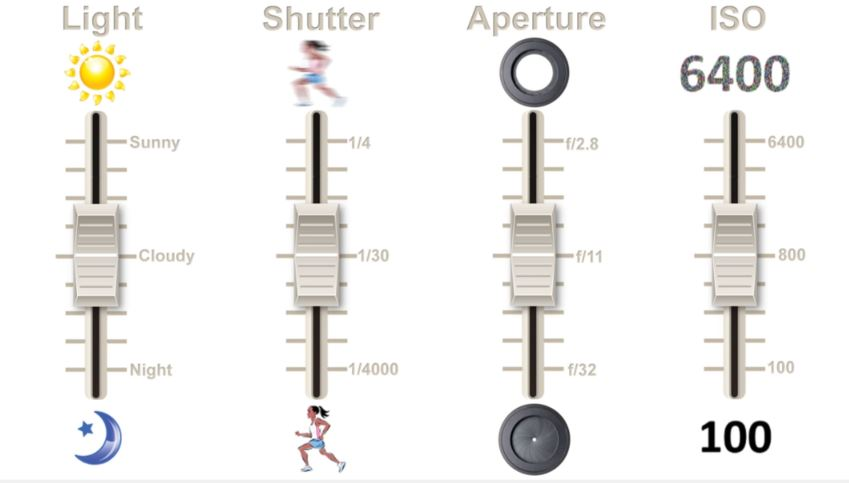 Light Shutter Aperture ISO
6400
Sunny 1/4 f/2.8 6400
Cloudy 1/30 f/11 800
Night 1/4000 f/32 100
100